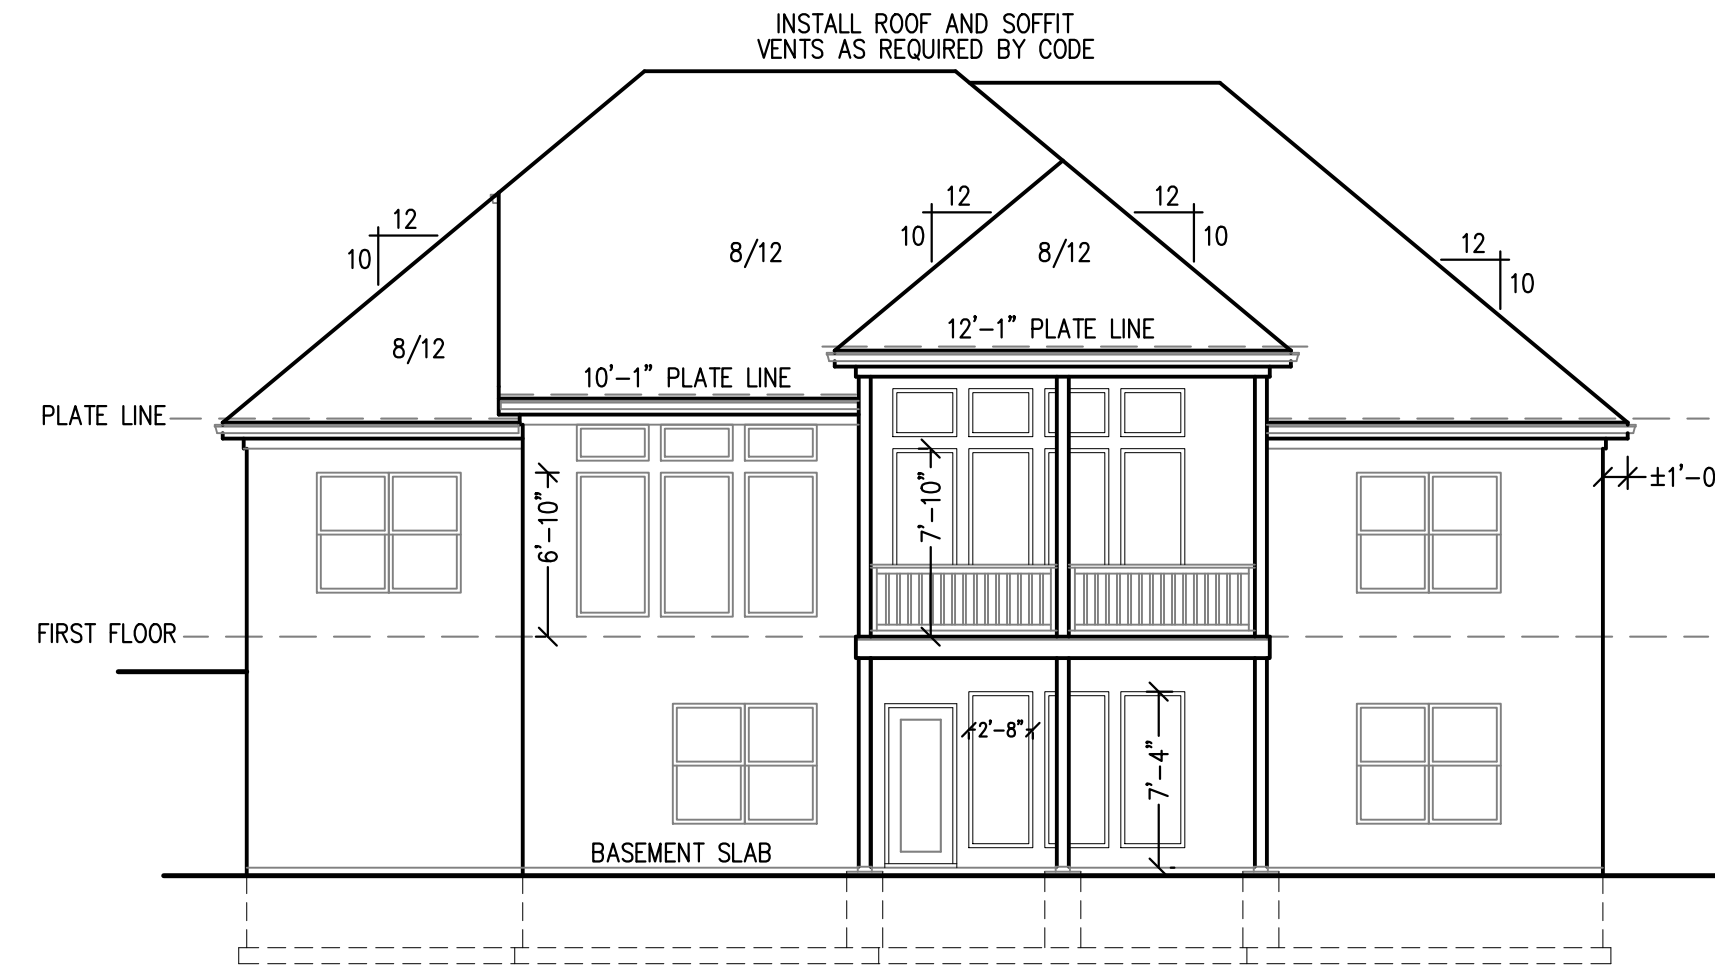 INSTALL ROOF AND SOFFIT
VENTS AS REQUIRED BY CODE
12
10
12
10
12
10
12
10
8/12
8/12
8/12
12'-1" PLATE LINE
10'-1" PLATE LINE
PLATE LINE
6'-10"
7'-10"
±1'-0
FIRST FLOOR
2'-8"
7'-4"
BASEMENT SLAB